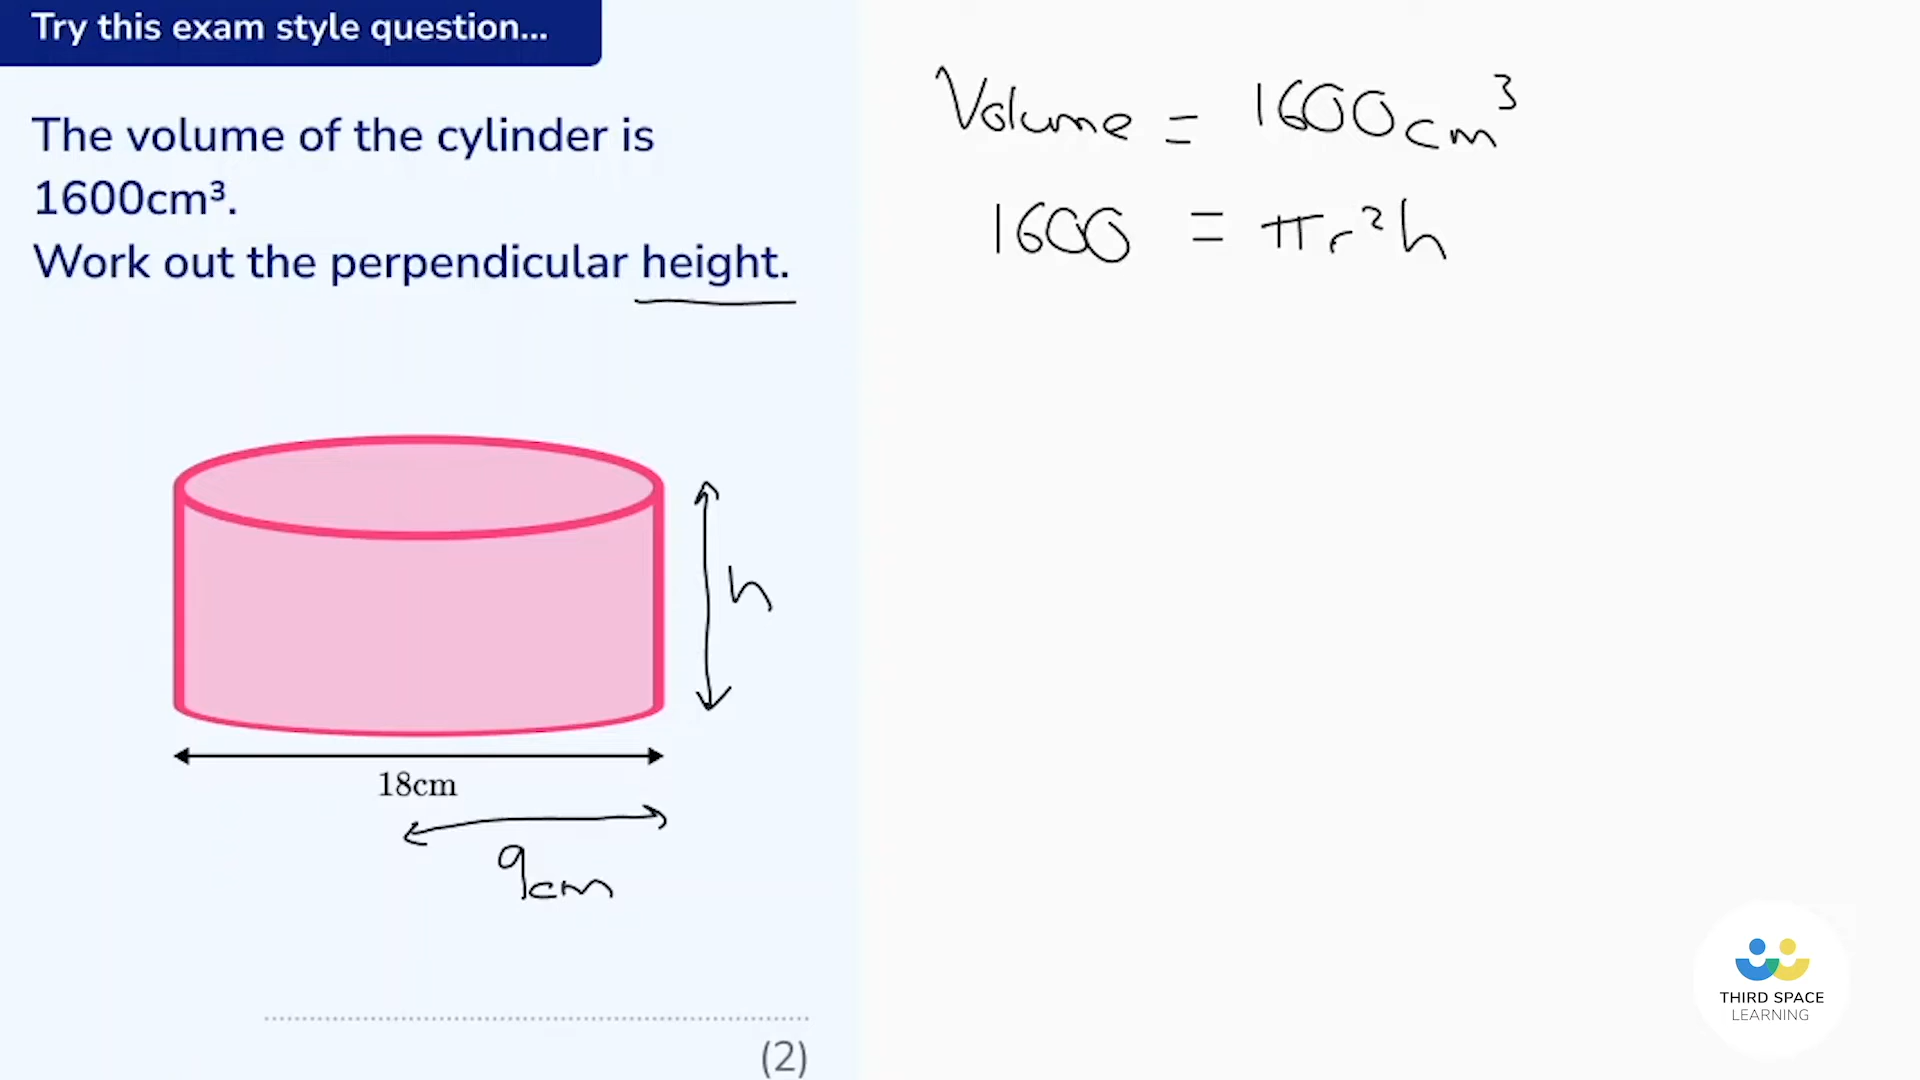 Try this exam style question...
The volume of the cylinder is
1600cm³.
Work out the perpendicular height.
h
18cm
9cm
(2)
Volume = 1600cm³
1600 = πr²h
THIRD SPACE
LEARNING